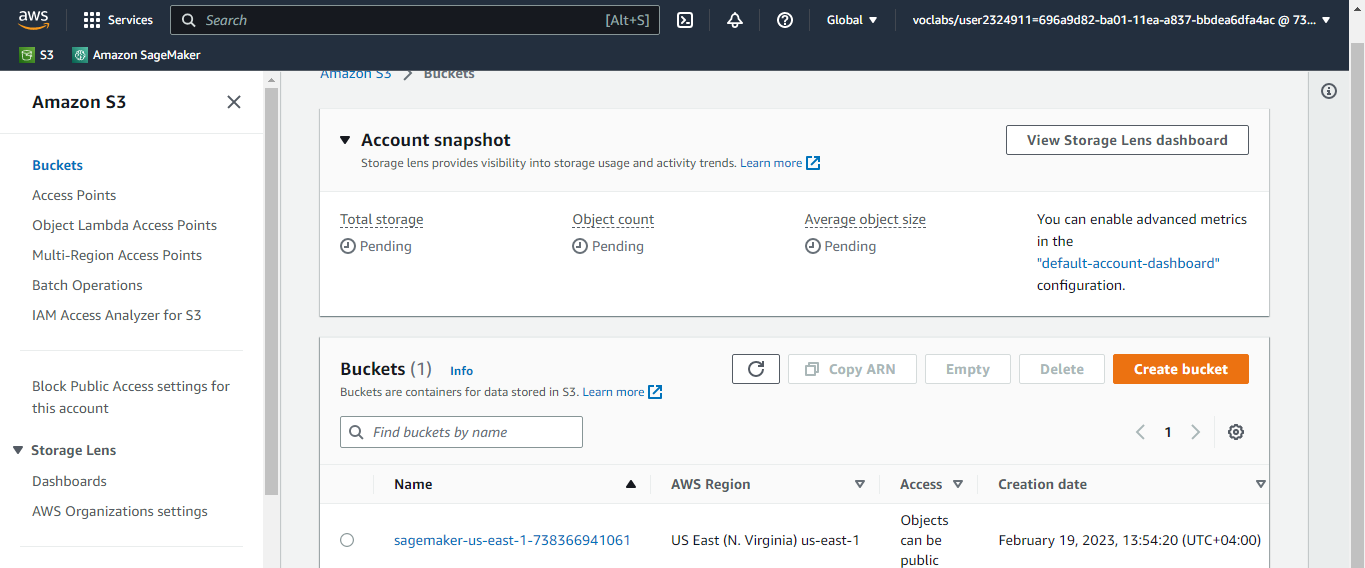 aws
Services
Search
[Alt+S]
Global
voclabs/user2324911=696a9d82-ba01-11ea-a837-bbdea6dfa4ac @ 73...
S3
Amazon SageMaker
Amazon S3
Buckets
Access Points
Object Lambda Access Points
Multi-Region Access Points
Batch Operations
IAM Access Analyzer for S3
Block Public Access settings for
this account
Storage Lens
Dashboards
AWS Organizations settings
Amazon S3 > Buckets
Account snapshot
View Storage Lens dashboard
Storage lens provides visibility into storage usage and activity trends. Learn more
Total storage
Pending
Object count
Pending
Average object size
Pending
You can enable advanced metrics
in the
"default-account-dashboard"
configuration.
Buckets (1) Info
Buckets are containers for data stored in S3. Learn more
Copy ARN
Empty
Delete
Create bucket
Find buckets by name
1
Name
AWS Region
Access
Creation date
sagemaker-us-east-1-738366941061
US East (N. Virginia) us-east-1
Objects
can be
public
February 19, 2023, 13:54:20 (UTC+04:00)